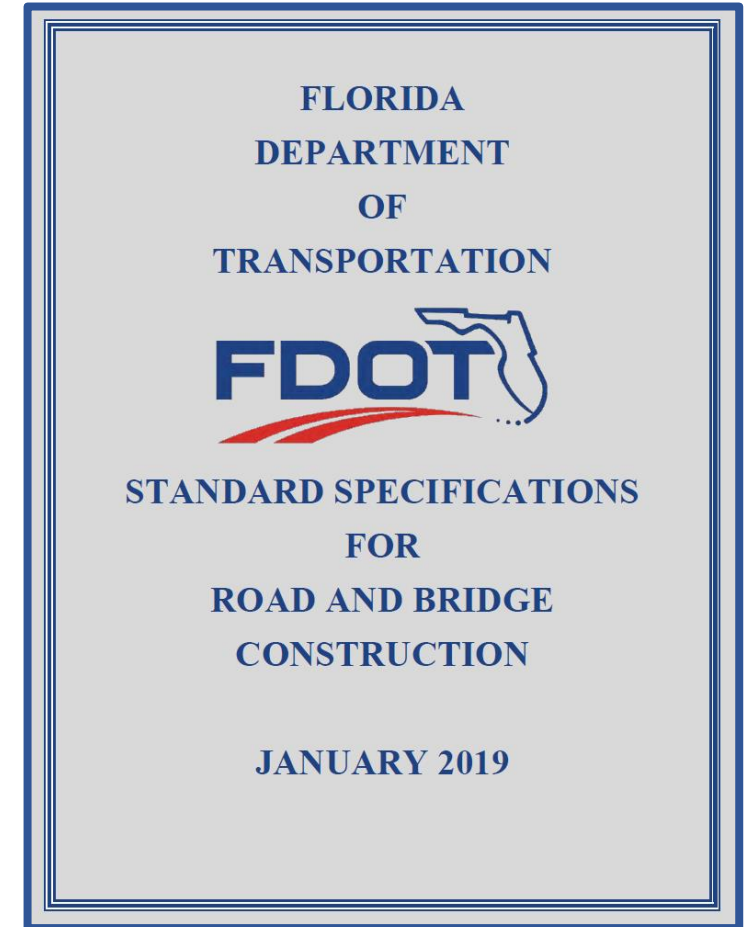 FLORIDA
DEPARTMENT
OF
TRANSPORTATION
FDOT
STANDARD SPECIFICATIONS
FOR
ROAD AND BRIDGE
CONSTRUCTION
JANUARY 2019